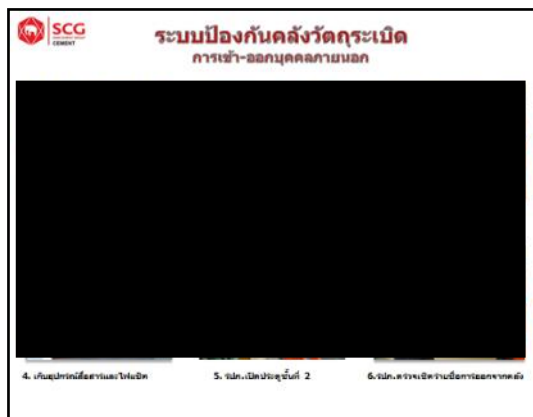 SCG
CEMENT
ระบบป้องกันคลังวัตถุระเบิด
การเข้า-ออกบุคคลภายนอก
4. เก็บอุปกรณ์สื่อสารและไฟแช็ค
5. รปภ.เปิดประตูชั้นที่ 2
6.รปภ.ตรวจเช็ครายชื่อการออกจากคลัง